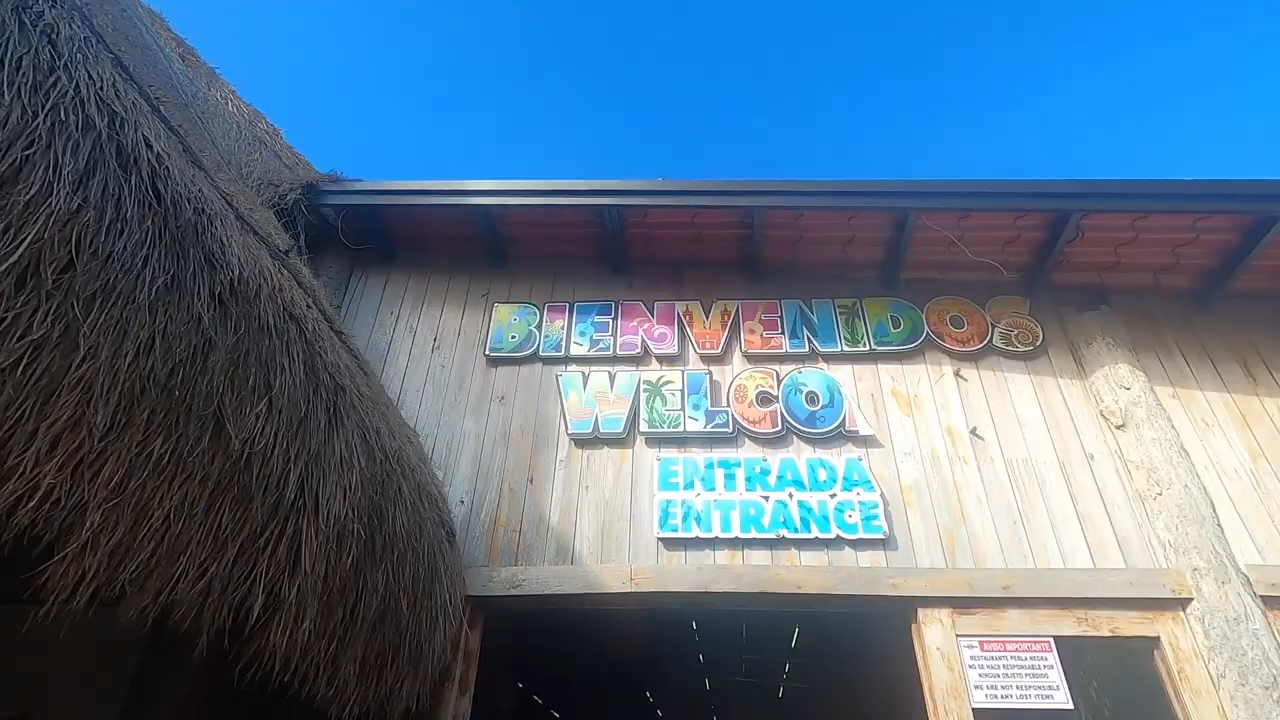 BIENVENIDOS
WELCO
ENTRADA
ENTRANCE
AVISO IMPORTANTE
RESTAURANTE PERLA NEGRA
NO SE HACE RESPONSABLE POR
NINGUN OBJETO PERDIDO
WE ARE NOT RESPONSIBLE
FOR ANY LOST ITEMS